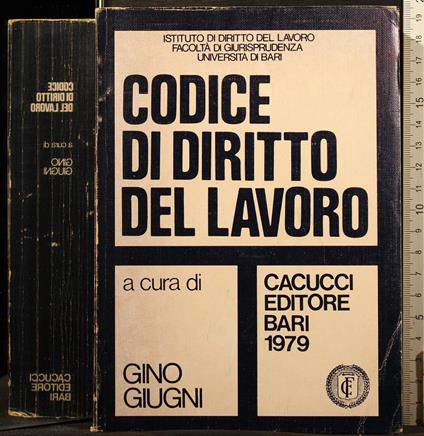 ISTITUTO DI DIRITTO DEL LAVORO
FACOLTÀ DI GIURISPRUDENZA
UNIVERSITÀ DI BARI
CODICE
DI DIRITTO
DEL LAVORO
a cura di
GINO
GIUGNI
CACUCCI
EDITORE
BARI
1979
CODICE
DI DIRITTO
DEL LAVORO
a cura di
GINO
GIUGNI
CACUCCI
EDITORE
BARI